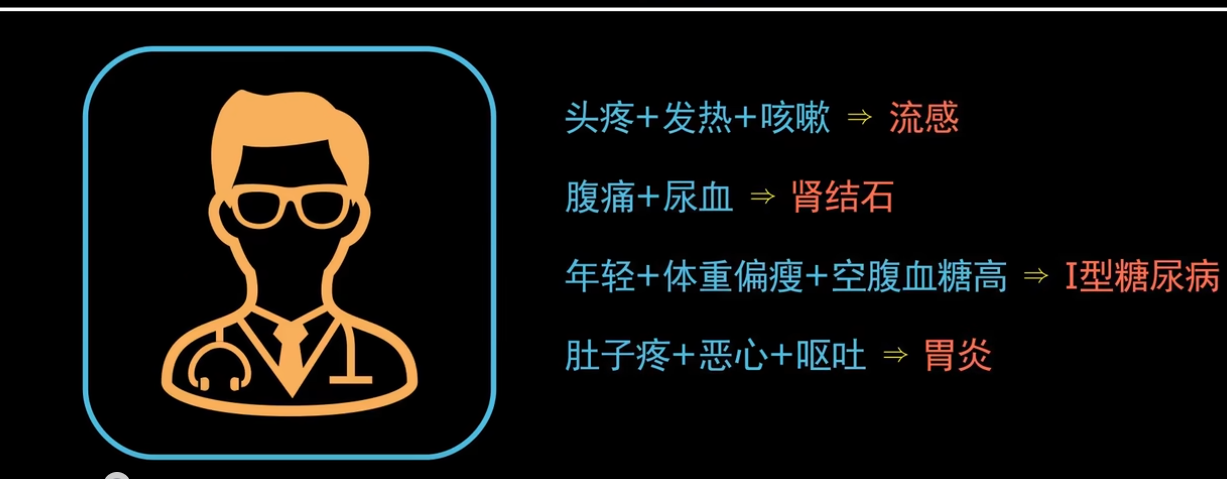 头疼+发热+咳嗽 ⇒ 流感
腹痛+尿血 ⇒ 肾结石
年轻+体重偏瘦+空腹血糖高 ⇒ I型糖尿病
肚子疼+恶心+呕吐 ⇒ 胃炎